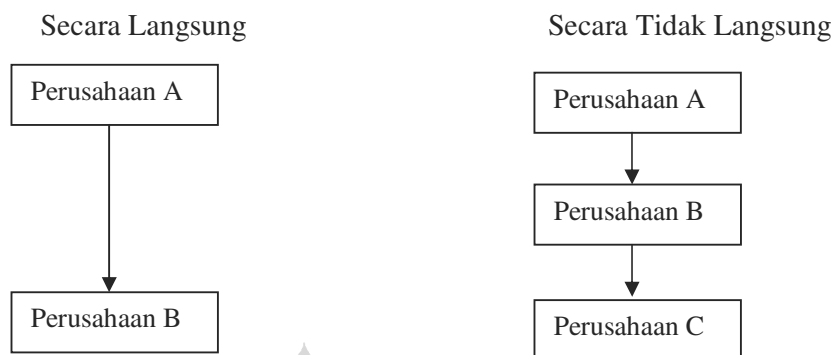 Secara Langsung
Perusahaan A
Perusahaan B
Secara Tidak Langsung
Perusahaan A
Perusahaan B
Perusahaan C